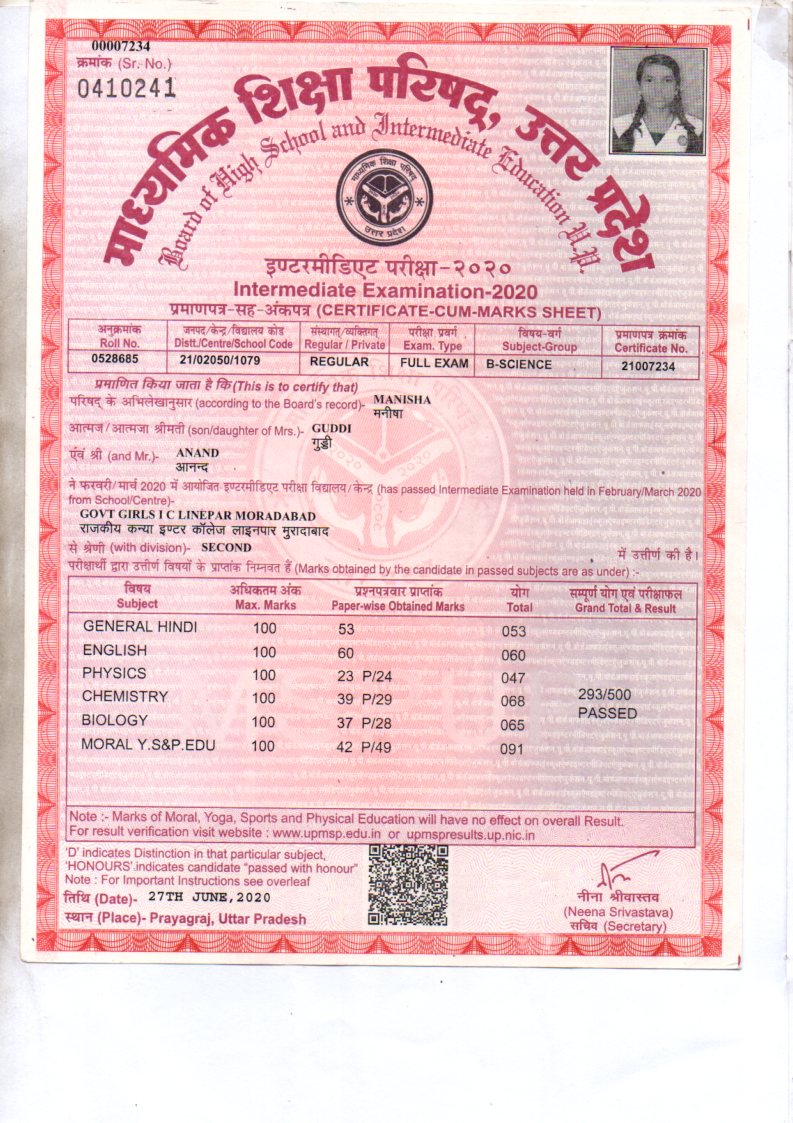 00007234
क्रमांक (Sr. No.)
0410241
माध्यमिक शिक्षा परिषद्, उत्तर प्रदेश
Board of High School and Intermediate Education U.P.
माध्यमिक शिक्षा परिषद
उत्तर प्रदेश
इण्टरमीडिएट परीक्षा-२०२०
Intermediate Examination-2020
प्रमाणपत्र-सह-अंकपत्र (CERTIFICATE-CUM-MARKS SHEET)
अनुक्रमांक जनपद/केन्द्र/विद्यालय कोड संस्थागत/व्यक्तिगत परीक्षा प्रवर्ग विषय-वर्ग प्रमाणपत्र क्रमांक
Roll No. Distt./Centre/School Code Regular / Private Exam. Type Subject-Group Certificate No.
0528685 21/02050/1079 REGULAR FULL EXAM B-SCIENCE 21007234
प्रमाणित किया जाता है कि (This is to certify that)
परिषद् के अभिलेखानुसार (according to the Board's record)- MANISHA
मनीषा
आत्मज/आत्मजा श्रीमती (son/daughter of Mrs.)- GUDDI
गुड्डी
एवं श्री (and Mr.)- ANAND
आनन्द
ने फरवरी/मार्च 2020 में आयोजित इण्टरमीडिएट परीक्षा विद्यालय/केन्द्र (has passed Intermediate Examination held in February/March 2020
from School/Centre)-
GOVT GIRLS I C LINEPAR MORADABAD
राजकीय कन्या इण्टर कॉलेज लाइनपार मुरादाबाद
से श्रेणी (with division)- SECOND में उत्तीर्ण की है।
परीक्षार्थी द्वारा उत्तीर्ण विषयों के प्राप्तांक निम्नवत हैं (Marks obtained by the candidate in passed subjects are as under) :-
विषय अधिकतम अंक प्रश्नपत्रवार प्राप्तांक योग सम्पूर्ण योग एवं परीक्षाफल
Subject Max. Marks Paper-wise Obtained Marks Total Grand Total & Result
GENERAL HINDI 100 53 053
ENGLISH 100 60 060
PHYSICS 100 23 P/24 047
CHEMISTRY 100 39 P/29 068 293/500
BIOLOGY 100 37 P/28 065 PASSED
MORAL Y.S&P.EDU 100 42 P/49 091
Note :- Marks of Moral, Yoga, Sports and Physical Education will have no effect on overall Result.
For result verification visit website : www.upmsp.edu.in or upmspresults.up.nic.in
'D' indicates Distinction in that particular subject,
'HONOURS' indicates candidate "passed with honour"
Note : For Important Instructions see overleaf
तिथि (Date)- 27TH JUNE,2020
स्थान (Place)- Prayagraj, Uttar Pradesh
नीना श्रीवास्तव
(Neena Srivastava)
सचिव (Secretary)